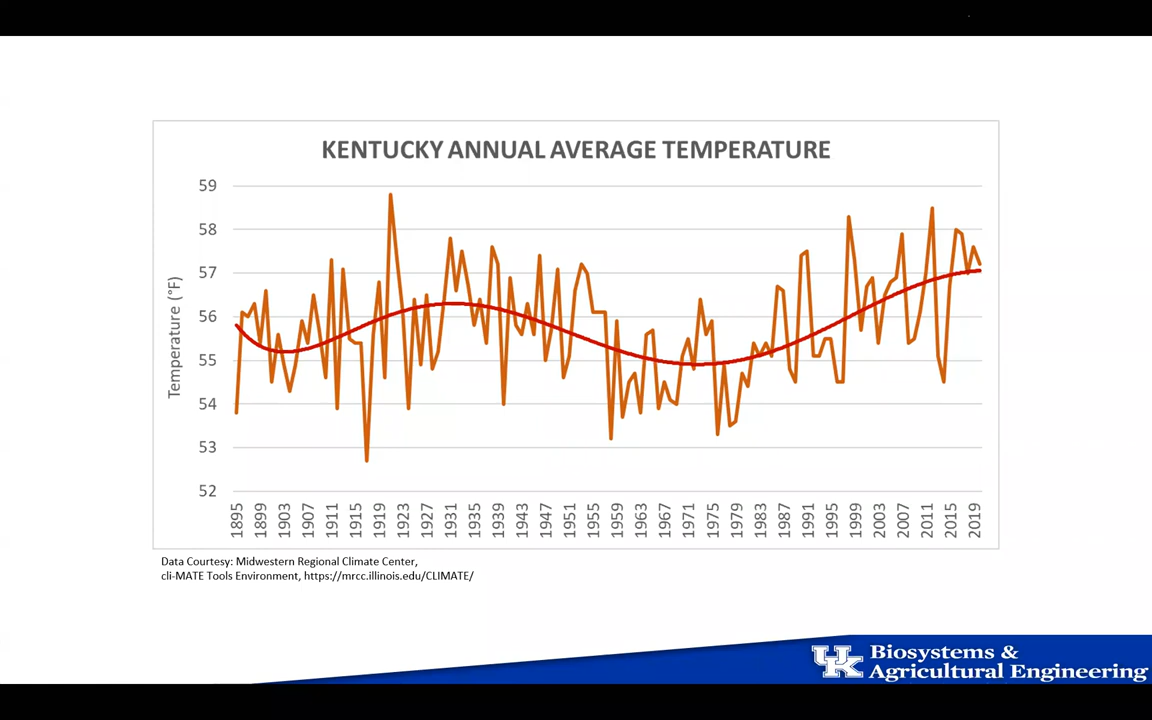 KENTUCKY ANNUAL AVERAGE TEMPERATURE
Temperature (°F)
59
58
57
56
55
54
53
52
1895 1899 1903 1907 1911 1915 1919 1923 1927 1931 1935 1939 1943 1947 1951 1955 1959 1963 1967 1971 1975 1979 1983 1987 1991 1995 1999 2003 2007 2011 2015 2019
Data Courtesy: Midwestern Regional Climate Center,
cli-MATE Tools Environment, https://mrcc.illinois.edu/CLIMATE/
UK Biosystems &
Agricultural Engineering